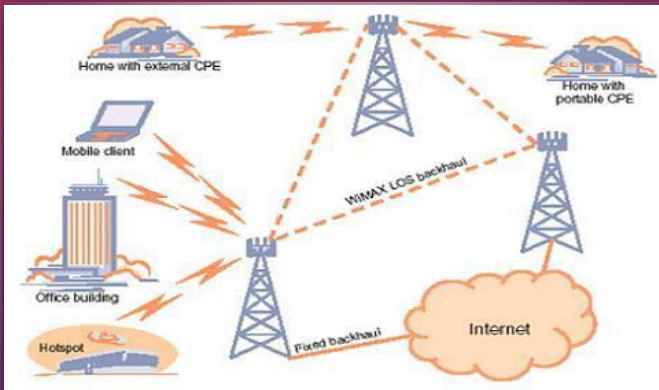 Home with external CPE
Home with
portable CPE
Mobile client
WiMAX LOS backhaul
Office building
Hotspot
Fixed backhaul
Internet